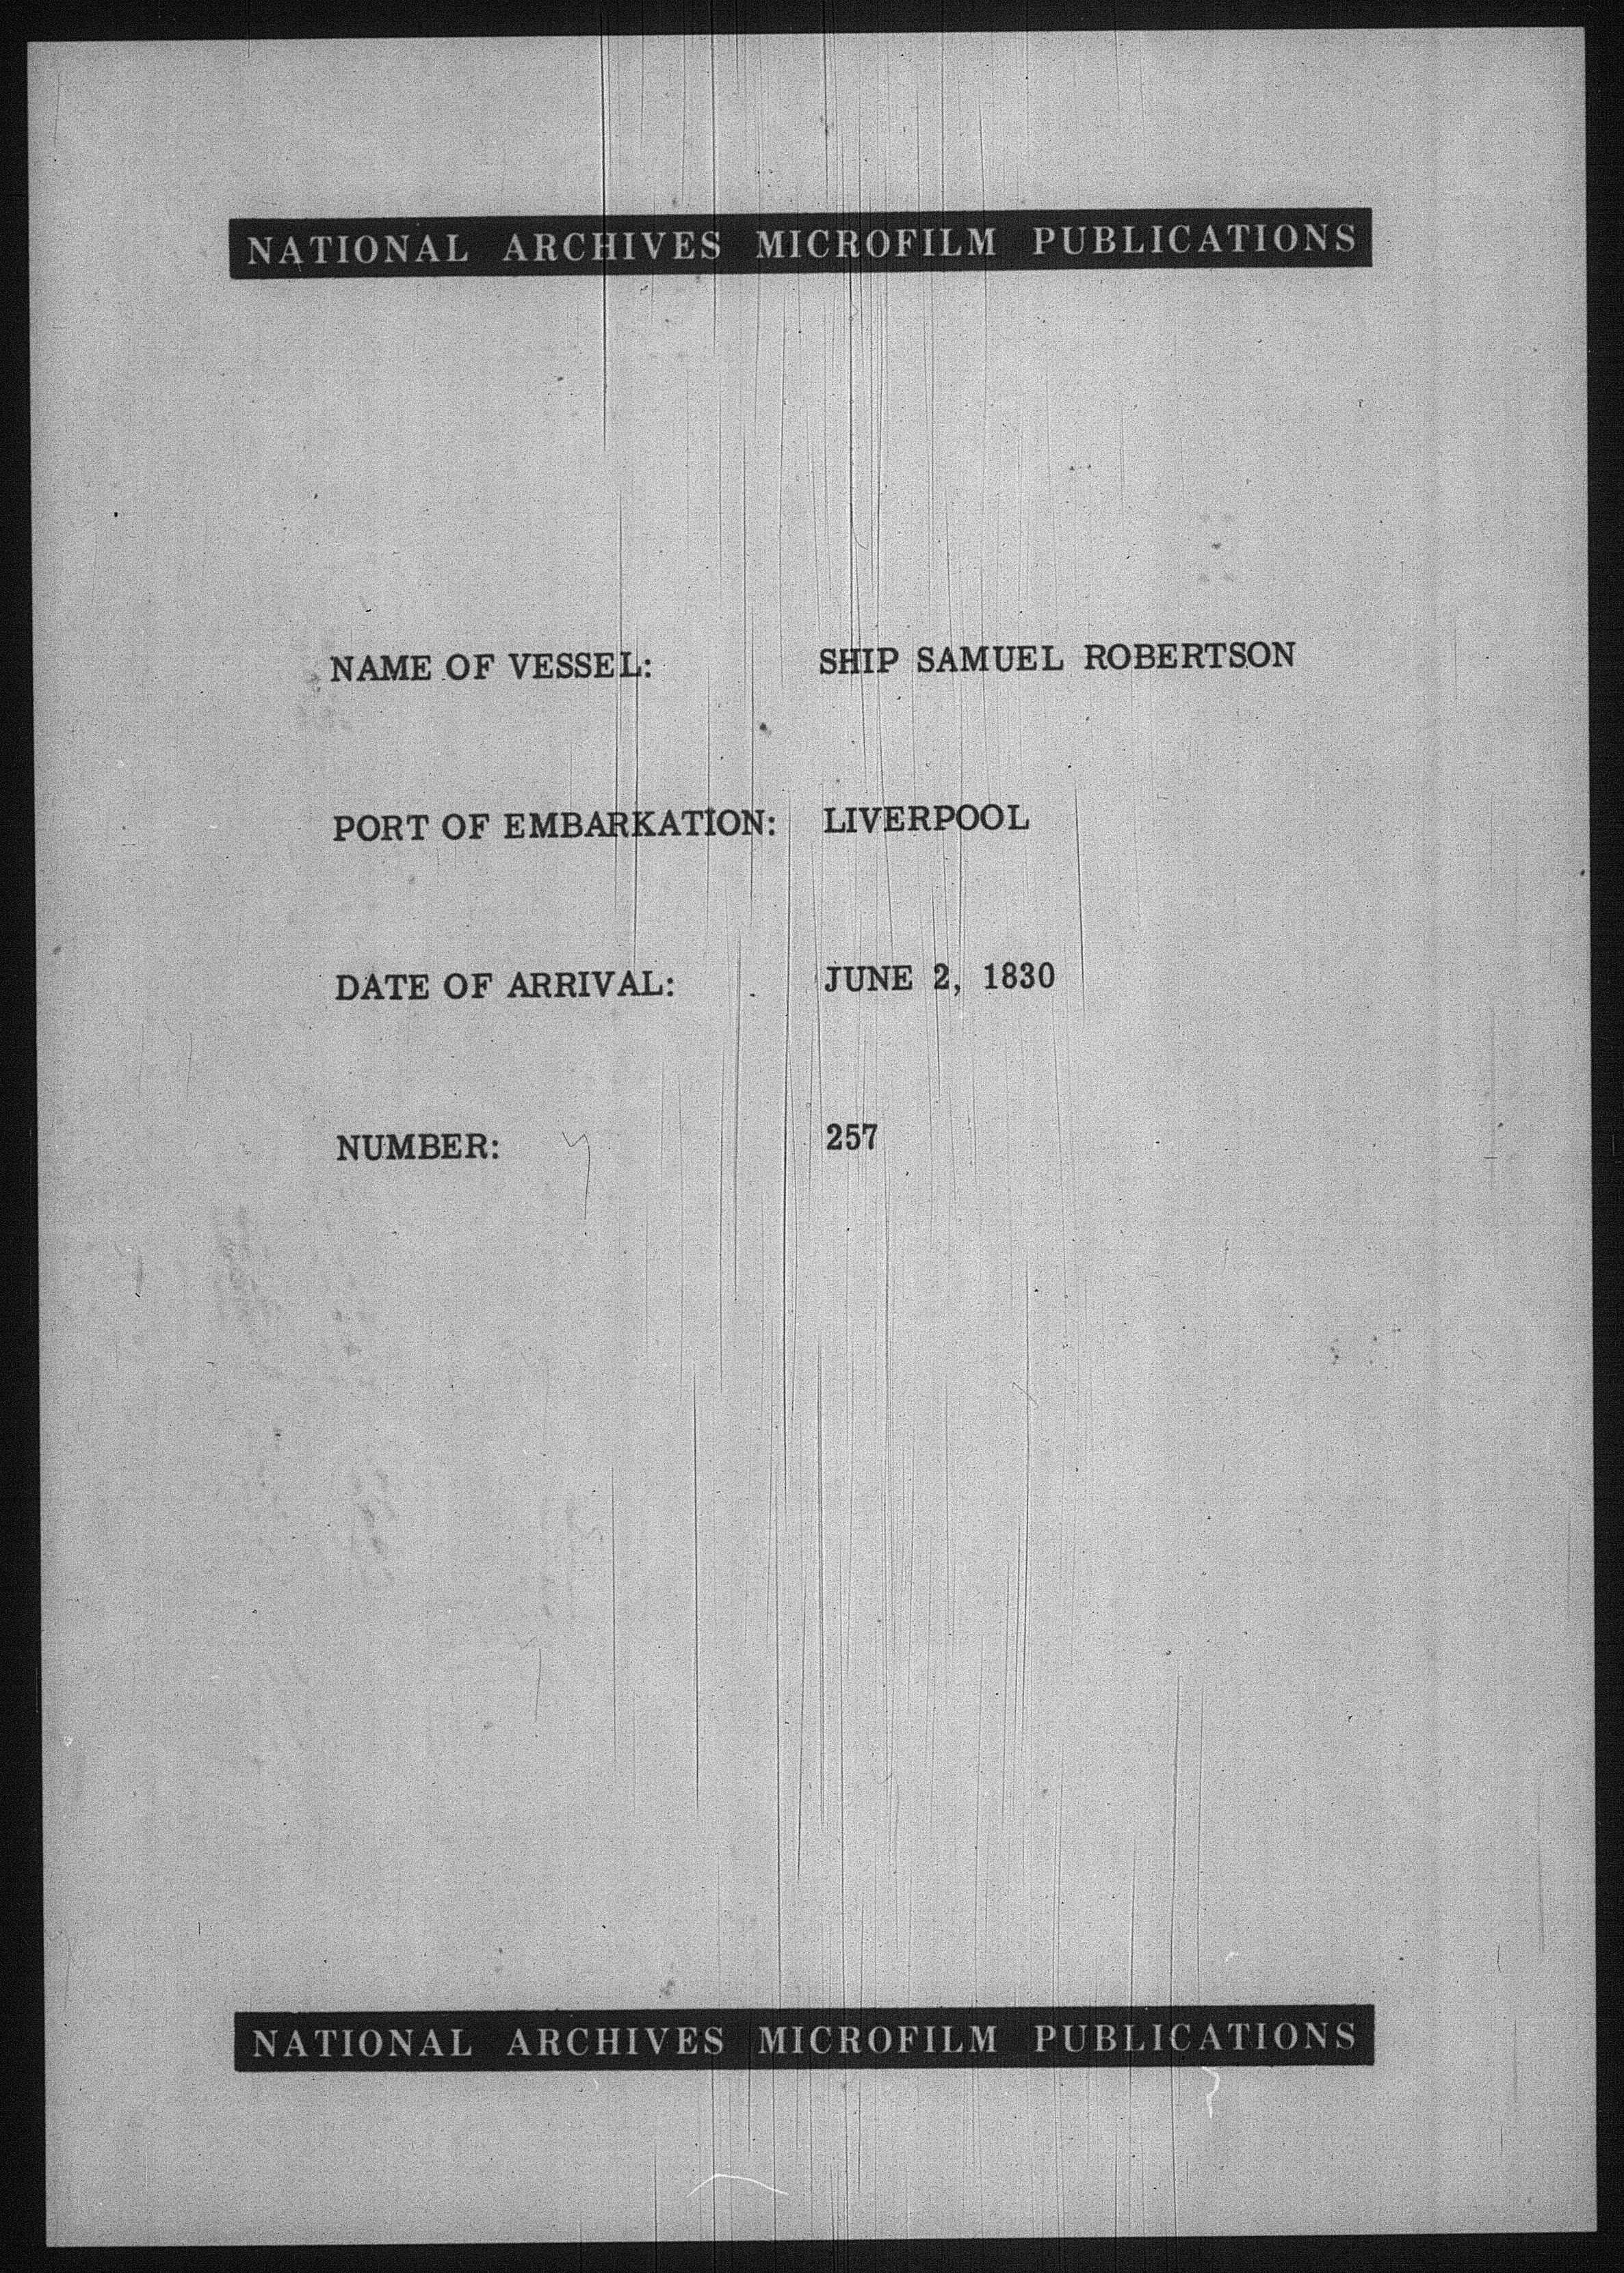 NATIONAL ARCHIVES MICROFILM PUBLICATIONS
NAME OF VESSEL: SHIP SAMUEL ROBERTSON
PORT OF EMBARKATION: LIVERPOOL
DATE OF ARRIVAL: JUNE 2, 1830
NUMBER: 257
NATIONAL ARCHIVES MICROFILM PUBLICATIONS